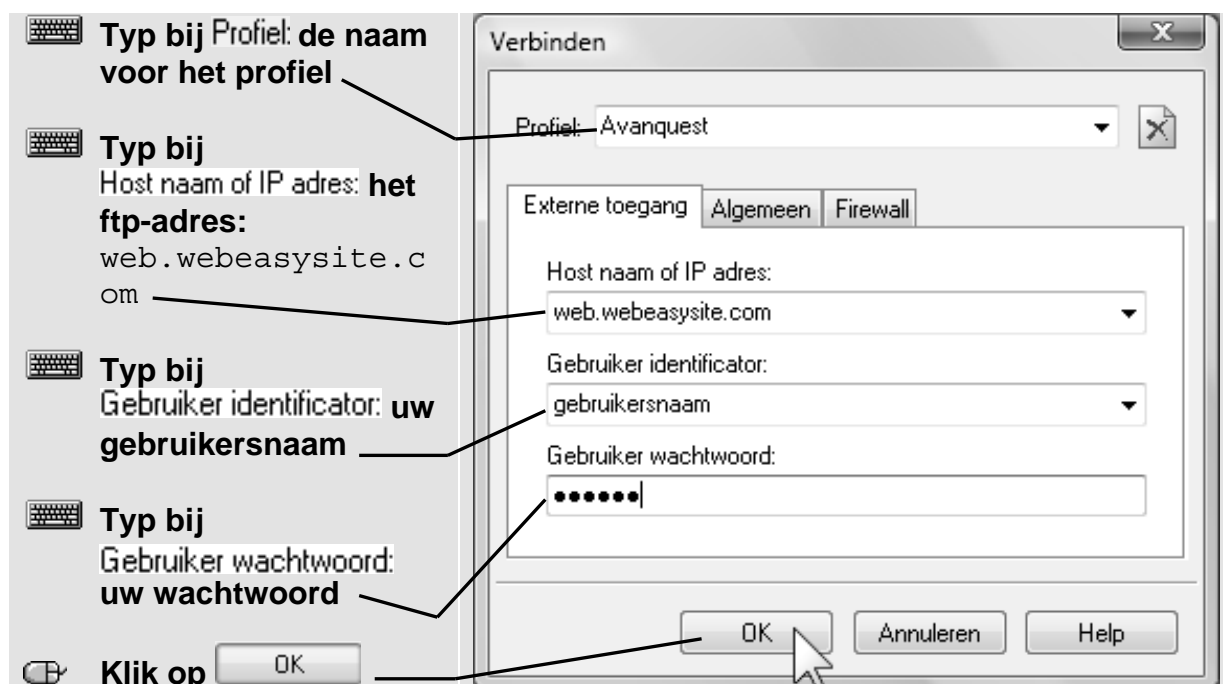 Typ bij Profiel: de naam
voor het profiel
Typ bij
Host naam of IP adres: het
ftp-adres:
web.webeasysite.c
om
Typ bij
Gebruiker identificator: uw
gebruikersnaam
Typ bij
Gebruiker wachtwoord:
uw wachtwoord
Klik op OK
Verbinden
Profiel: Avanquest
Externe toegang Algemeen Firewall
Host naam of IP adres:
web.webeasysite.com
Gebruiker identificator:
gebruikersnaam
Gebruiker wachtwoord:
●●●●●●
OK Annuleren Help